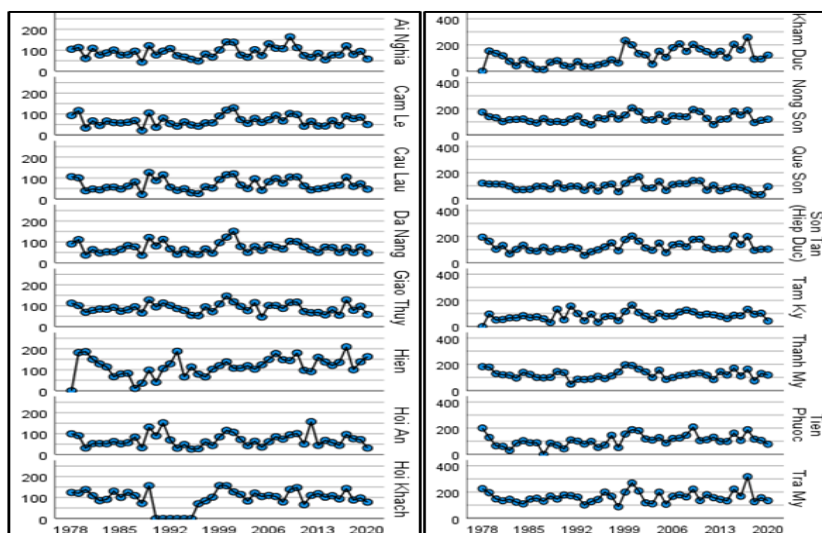 200
100
0
Ai Nghia
200
100
0
Cam Le
200
100
0
Cau Lau
200
100
0
Da Nang
200
100
0
Giao Thuy
200
100
0
Hien
200
100
0
Hoi An
200
100
0
Hoi Khach
1978 1985 1992 1999 2006 2013 2020
400
200
0
Kham Duc
400
200
0
Nong Son
400
200
0
Que Son
400
200
0
Son Tan
(Hiep Duc)
400
200
0
Tam Ky
400
200
0
Thanh My
400
200
0
Tien
Phuoc
400
200
0
Tra My
1978 1985 1992 1999 2006 2013 2020